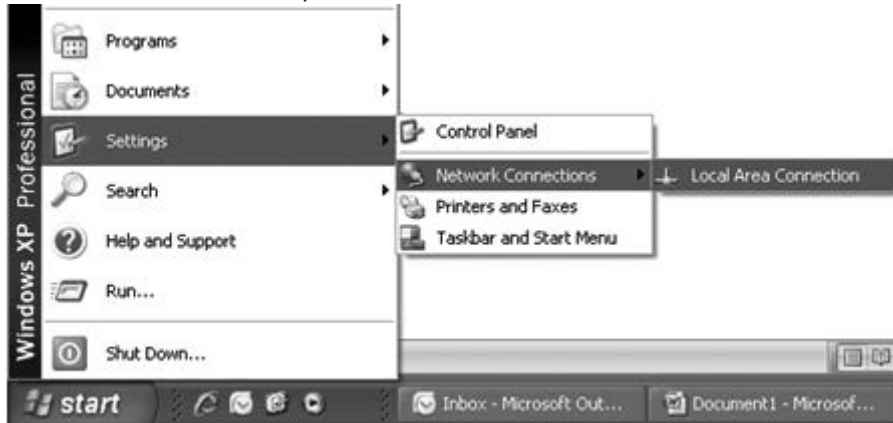 Programs
Documents
Settings
Search
Help and Support
Run...
Shut Down...
Windows XP Professional
Control Panel
Network Connections
Printers and Faxes
Taskbar and Start Menu
Local Area Connection
start
Inbox - Microsoft Out...
Document1 - Microsof...